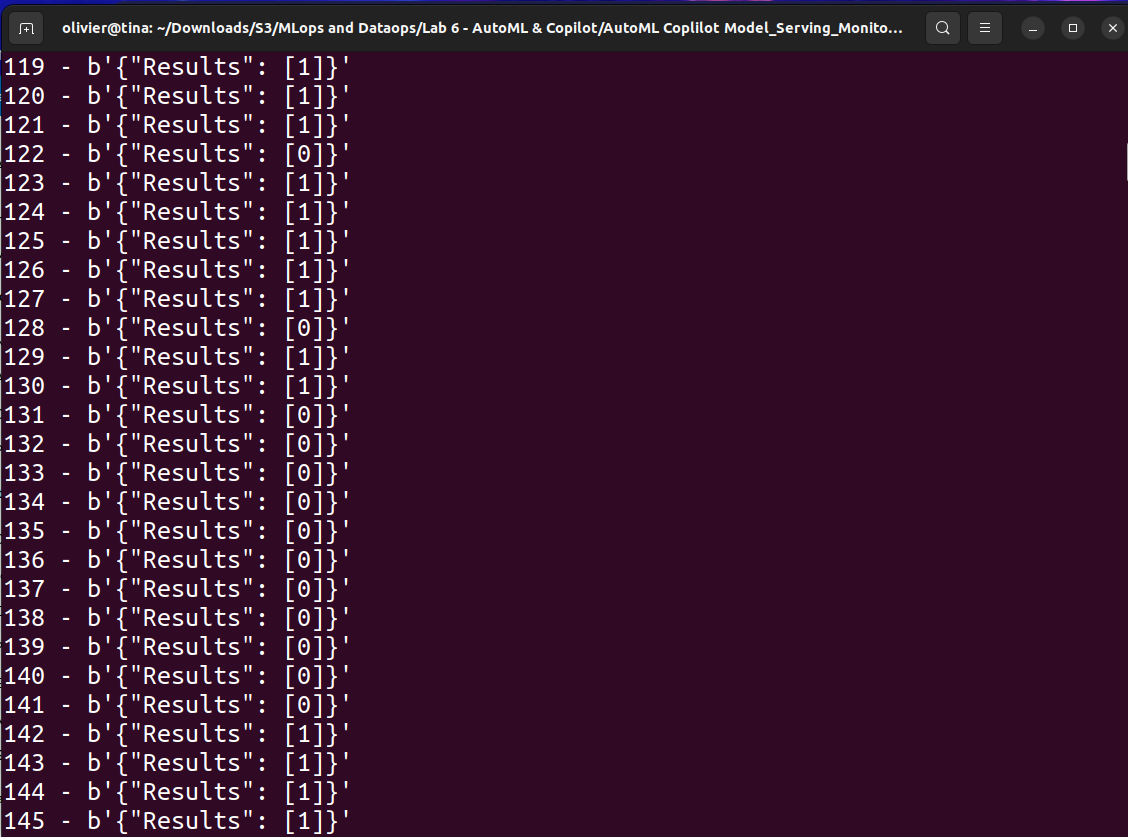 olivier@tina: ~/Downloads/S3/MLops and Dataops/Lab 6 - AutoML & Copilot/AutoML Coplilot Model_Serving_Monito...
119 - b'{"Results": [1]}'
120 - b'{"Results": [1]}'
121 - b'{"Results": [1]}'
122 - b'{"Results": [0]}'
123 - b'{"Results": [1]}'
124 - b'{"Results": [1]}'
125 - b'{"Results": [1]}'
126 - b'{"Results": [1]}'
127 - b'{"Results": [1]}'
128 - b'{"Results": [0]}'
129 - b'{"Results": [1]}'
130 - b'{"Results": [1]}'
131 - b'{"Results": [0]}'
132 - b'{"Results": [0]}'
133 - b'{"Results": [0]}'
134 - b'{"Results": [0]}'
135 - b'{"Results": [0]}'
136 - b'{"Results": [0]}'
137 - b'{"Results": [0]}'
138 - b'{"Results": [0]}'
139 - b'{"Results": [0]}'
140 - b'{"Results": [0]}'
141 - b'{"Results": [0]}'
142 - b'{"Results": [1]}'
143 - b'{"Results": [1]}'
144 - b'{"Results": [1]}'
145 - b'{"Results": [1]}'